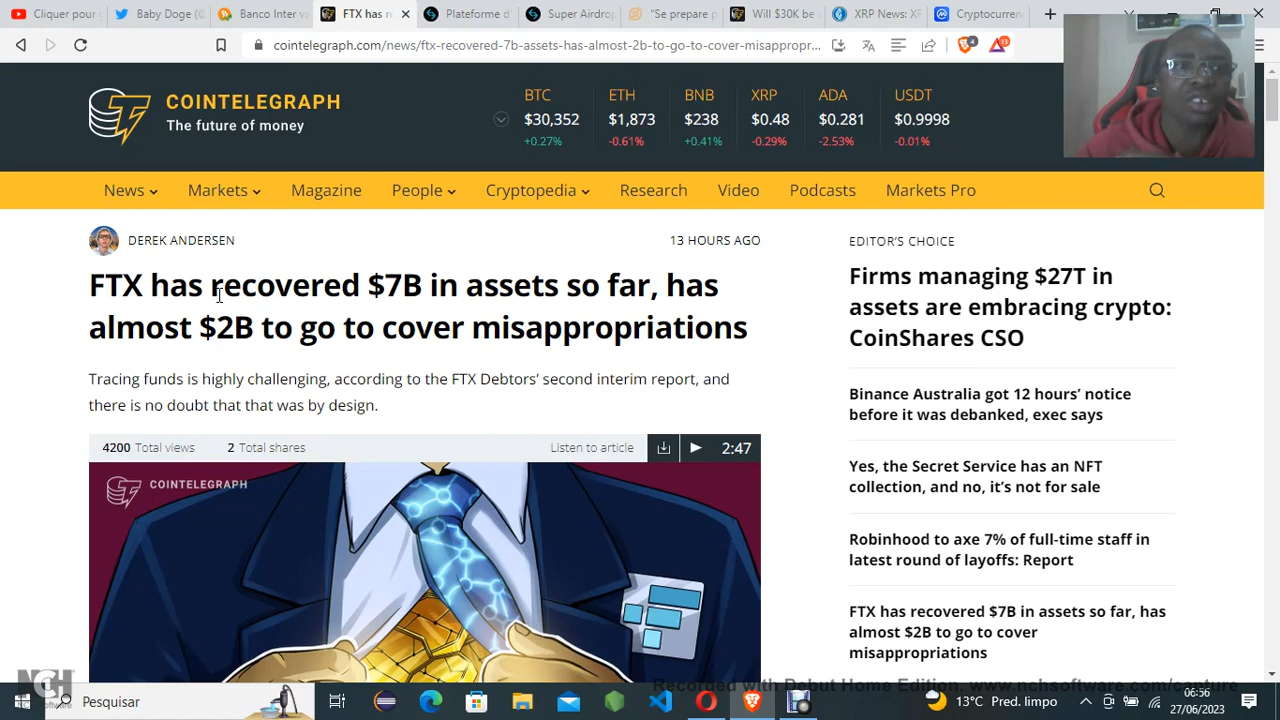 Cliquer pour
Baby Doge (@
Banco Inter va
FTX has r
Plateforme d'
Super Airdrop
"Se prepare p
Will $30K be
XRP News: XR
Cryptocurren
cointelegraph.com/news/ftx-recovered-7b-assets-has-almost-2b-to-go-to-cover-misappropr...
4
13
COINTELEGRAPH
The future of money
BTC
ETH
BNB
XRP
ADA
USDT
$30,352
$1,873
$238
$0.48
$0.281
$0.9998
+0.27%
-0.61%
+0.41%
-0.29%
-2.53%
-0.01%
News
Markets
Magazine
People
Cryptopedia
Research
Video
Podcasts
Markets Pro
DEREK ANDERSEN
13 HOURS AGO
FTX has recovered $7B in assets so far, has
almost $2B to go to cover misappropriations
Tracing funds is highly challenging, according to the FTX Debtors' second interim report, and
there is no doubt that that was by design.
4200 Total views
2 Total shares
Listen to article
2:47
COINTELEGRAPH
EDITOR'S CHOICE
Firms managing $27T in
assets are embracing crypto:
CoinShares CSO
Binance Australia got 12 hours' notice
before it was debanked, exec says
Yes, the Secret Service has an NFT
collection, and no, it's not for sale
Robinhood to axe 7% of full-time staff in
latest round of layoffs: Report
FTX has recovered $7B in assets so far, has
almost $2B to go to cover
misappropriations
NCH
Software
Recorded with Debut Home Edition. www.nchsoftware.com/capture
Pesquisar
13°C Pred. limpo
06:56
27/06/2023